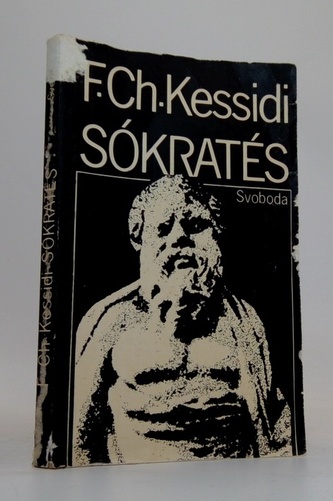 F.Ch.Kessidi
SÓKRATÉS
Svoboda
F. Ch. Kessidi SÓKRATÉS